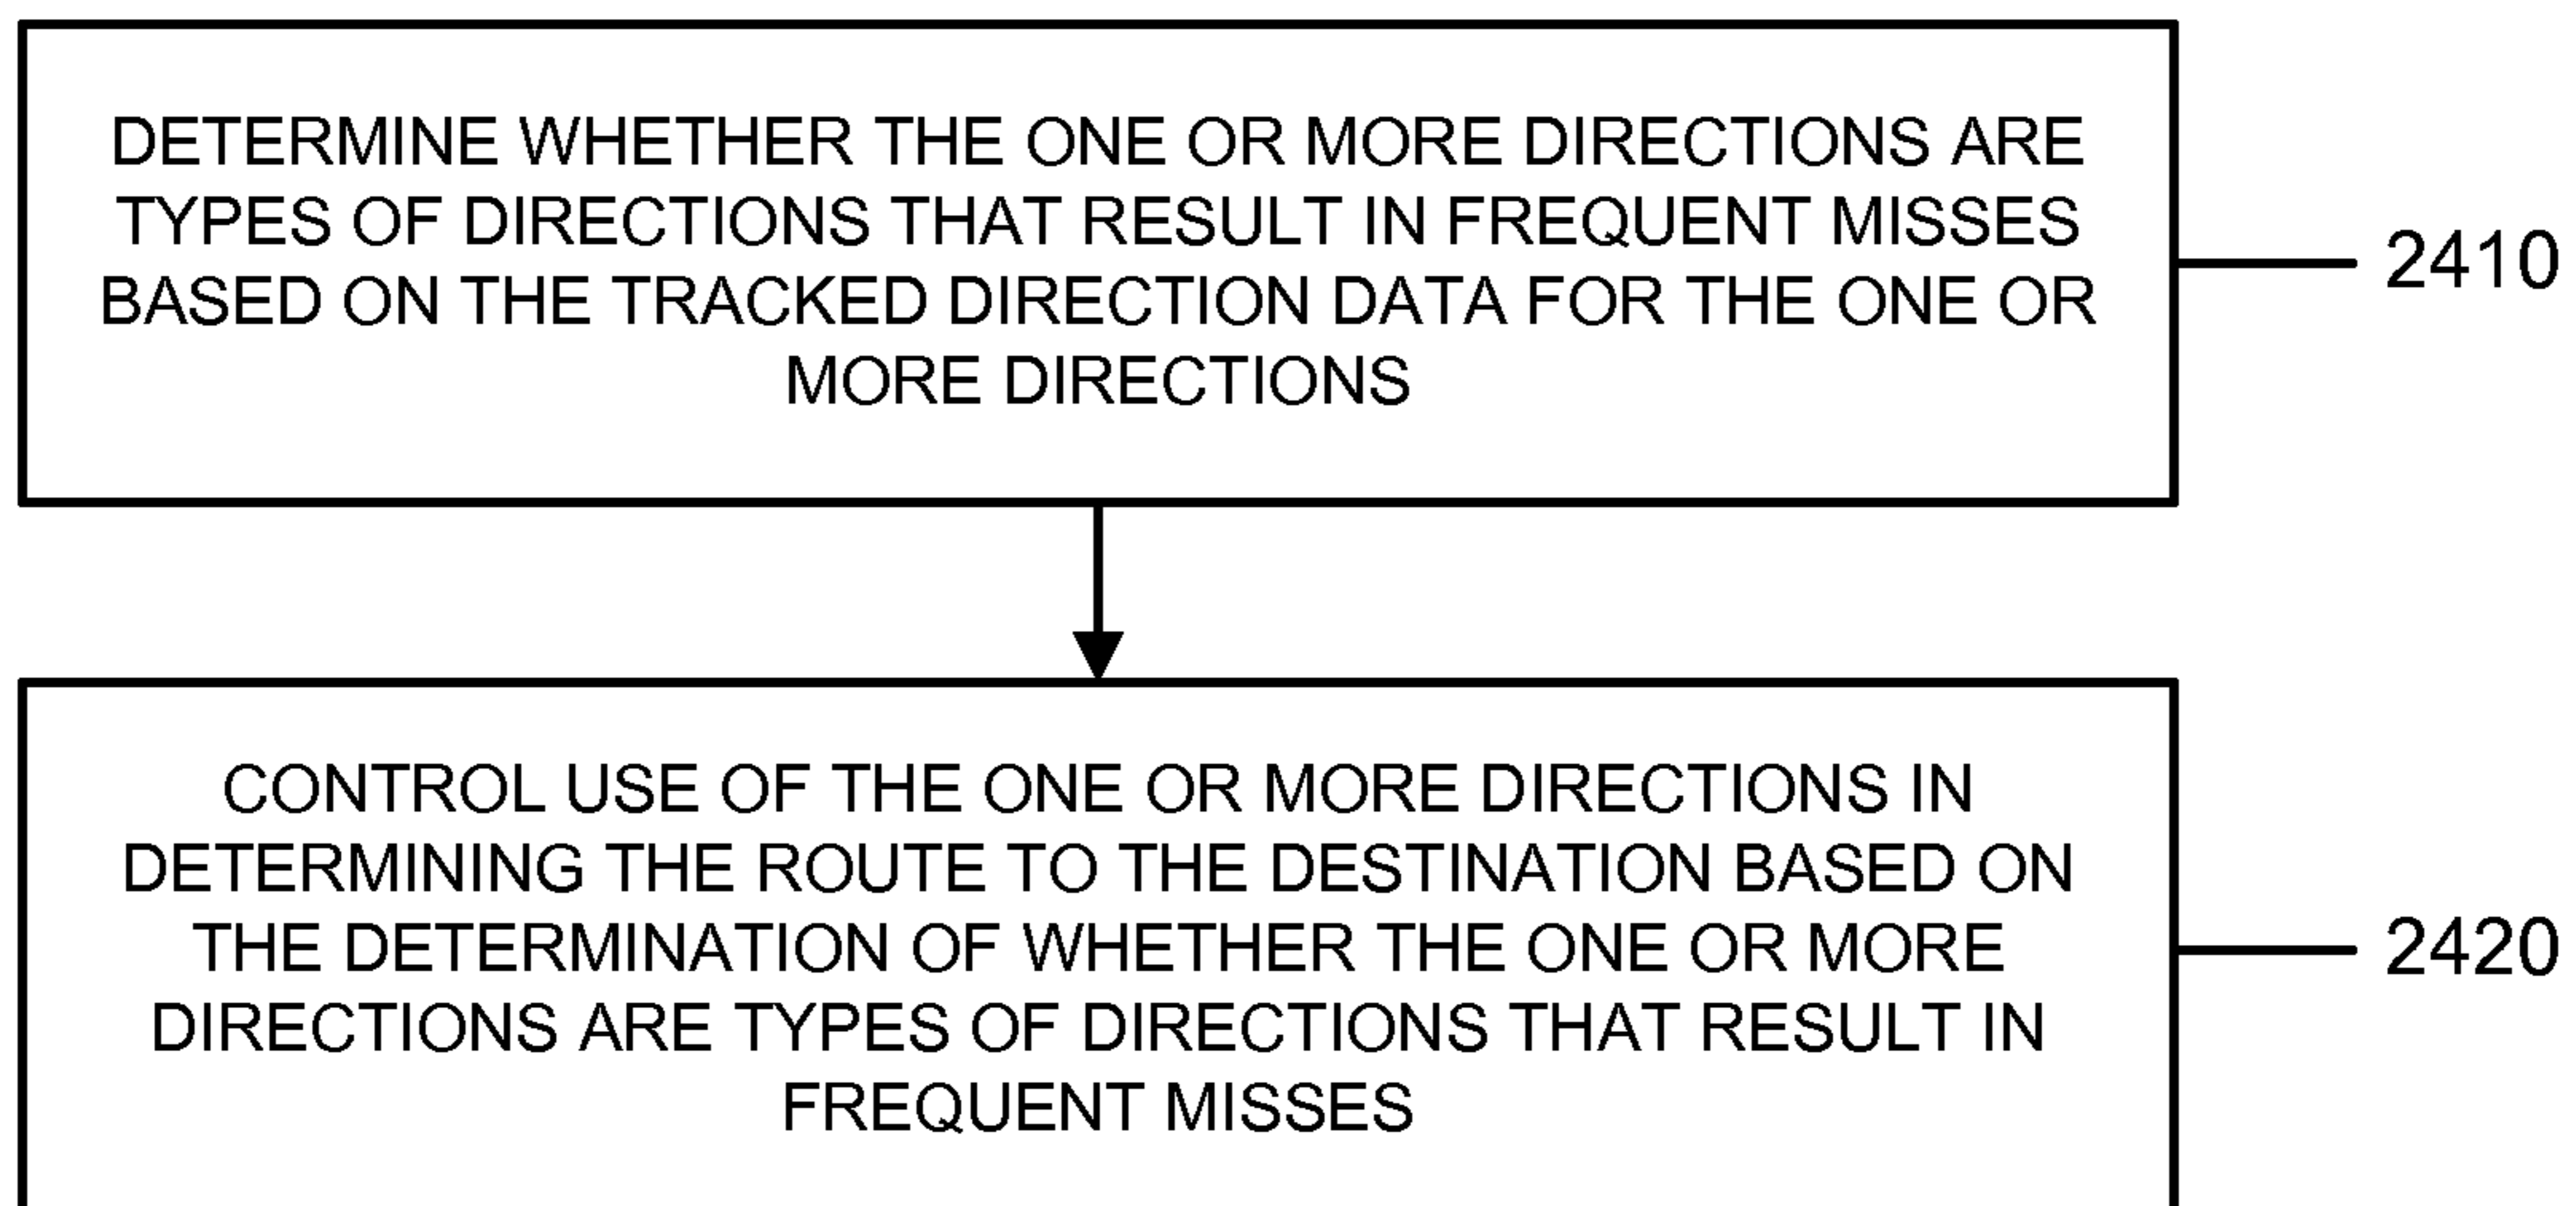 DETERMINE WHETHER THE ONE OR MORE DIRECTIONS ARE
TYPES OF DIRECTIONS THAT RESULT IN FREQUENT MISSES
BASED ON THE TRACKED DIRECTION DATA FOR THE ONE OR
MORE DIRECTIONS
2410
CONTROL USE OF THE ONE OR MORE DIRECTIONS IN
DETERMINING THE ROUTE TO THE DESTINATION BASED ON
THE DETERMINATION OF WHETHER THE ONE OR MORE
DIRECTIONS ARE TYPES OF DIRECTIONS THAT RESULT IN
FREQUENT MISSES
2420